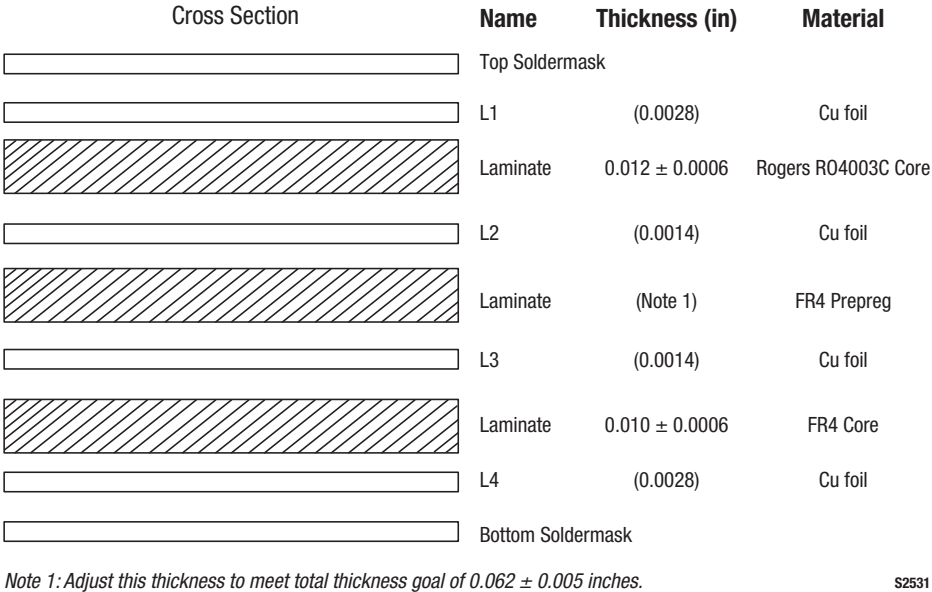 Cross Section Name Thickness (in) Material
Top Soldermask
L1 (0.0028) Cu foil
Laminate 0.012 ± 0.0006 Rogers RO4003C Core
L2 (0.0014) Cu foil
Laminate (Note 1) FR4 Prepreg
L3 (0.0014) Cu foil
Laminate 0.010 ± 0.0006 FR4 Core
L4 (0.0028) Cu foil
Bottom Soldermask
Note 1: Adjust this thickness to meet total thickness goal of 0.062 ± 0.005 inches. S2531